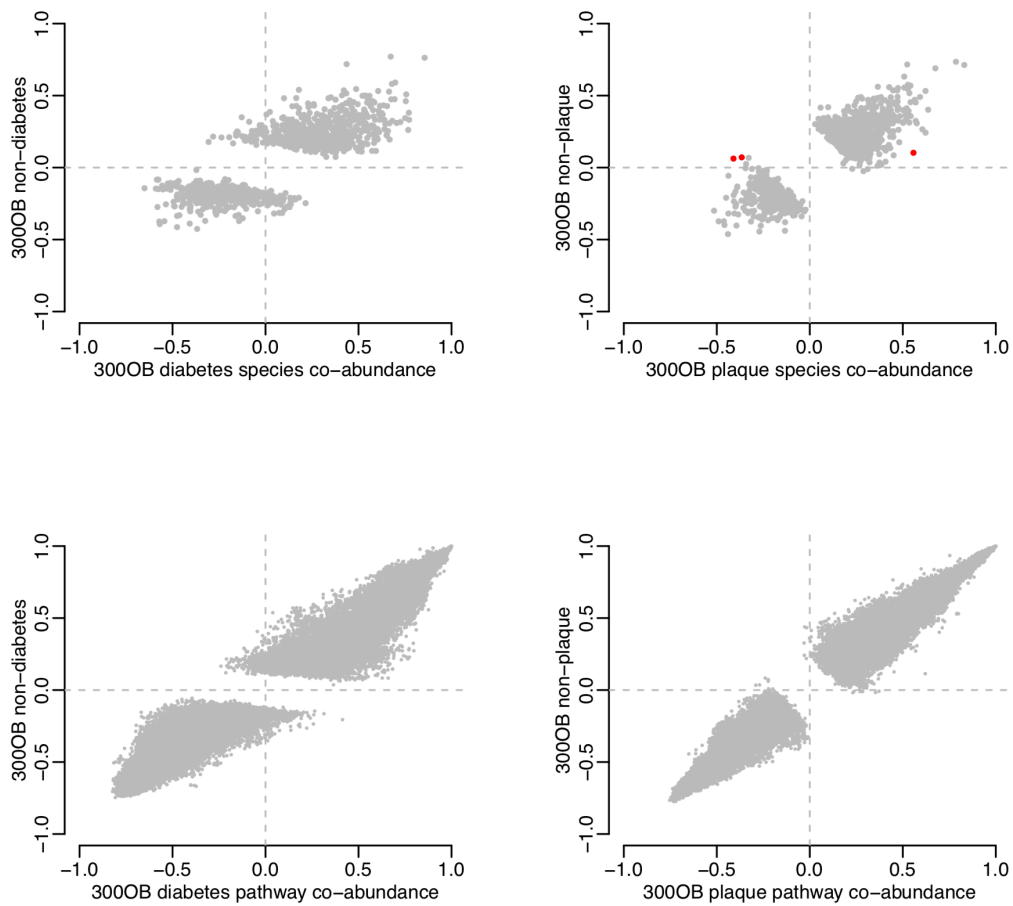 1.0
0.5
0.0
−0.5
−1.0
300OB non−diabetes
−1.0 −0.5 0.0 0.5 1.0
300OB diabetes species co−abundance
1.0
0.5
0.0
−0.5
−1.0
300OB non−plaque
−1.0 −0.5 0.0 0.5 1.0
300OB plaque species co−abundance
1.0
0.5
0.0
−0.5
−1.0
300OB non−diabetes
−1.0 −0.5 0.0 0.5 1.0
300OB diabetes pathway co−abundance
1.0
0.5
0.0
−0.5
−1.0
300OB non−plaque
−1.0 −0.5 0.0 0.5 1.0
300OB plaque pathway co−abundance